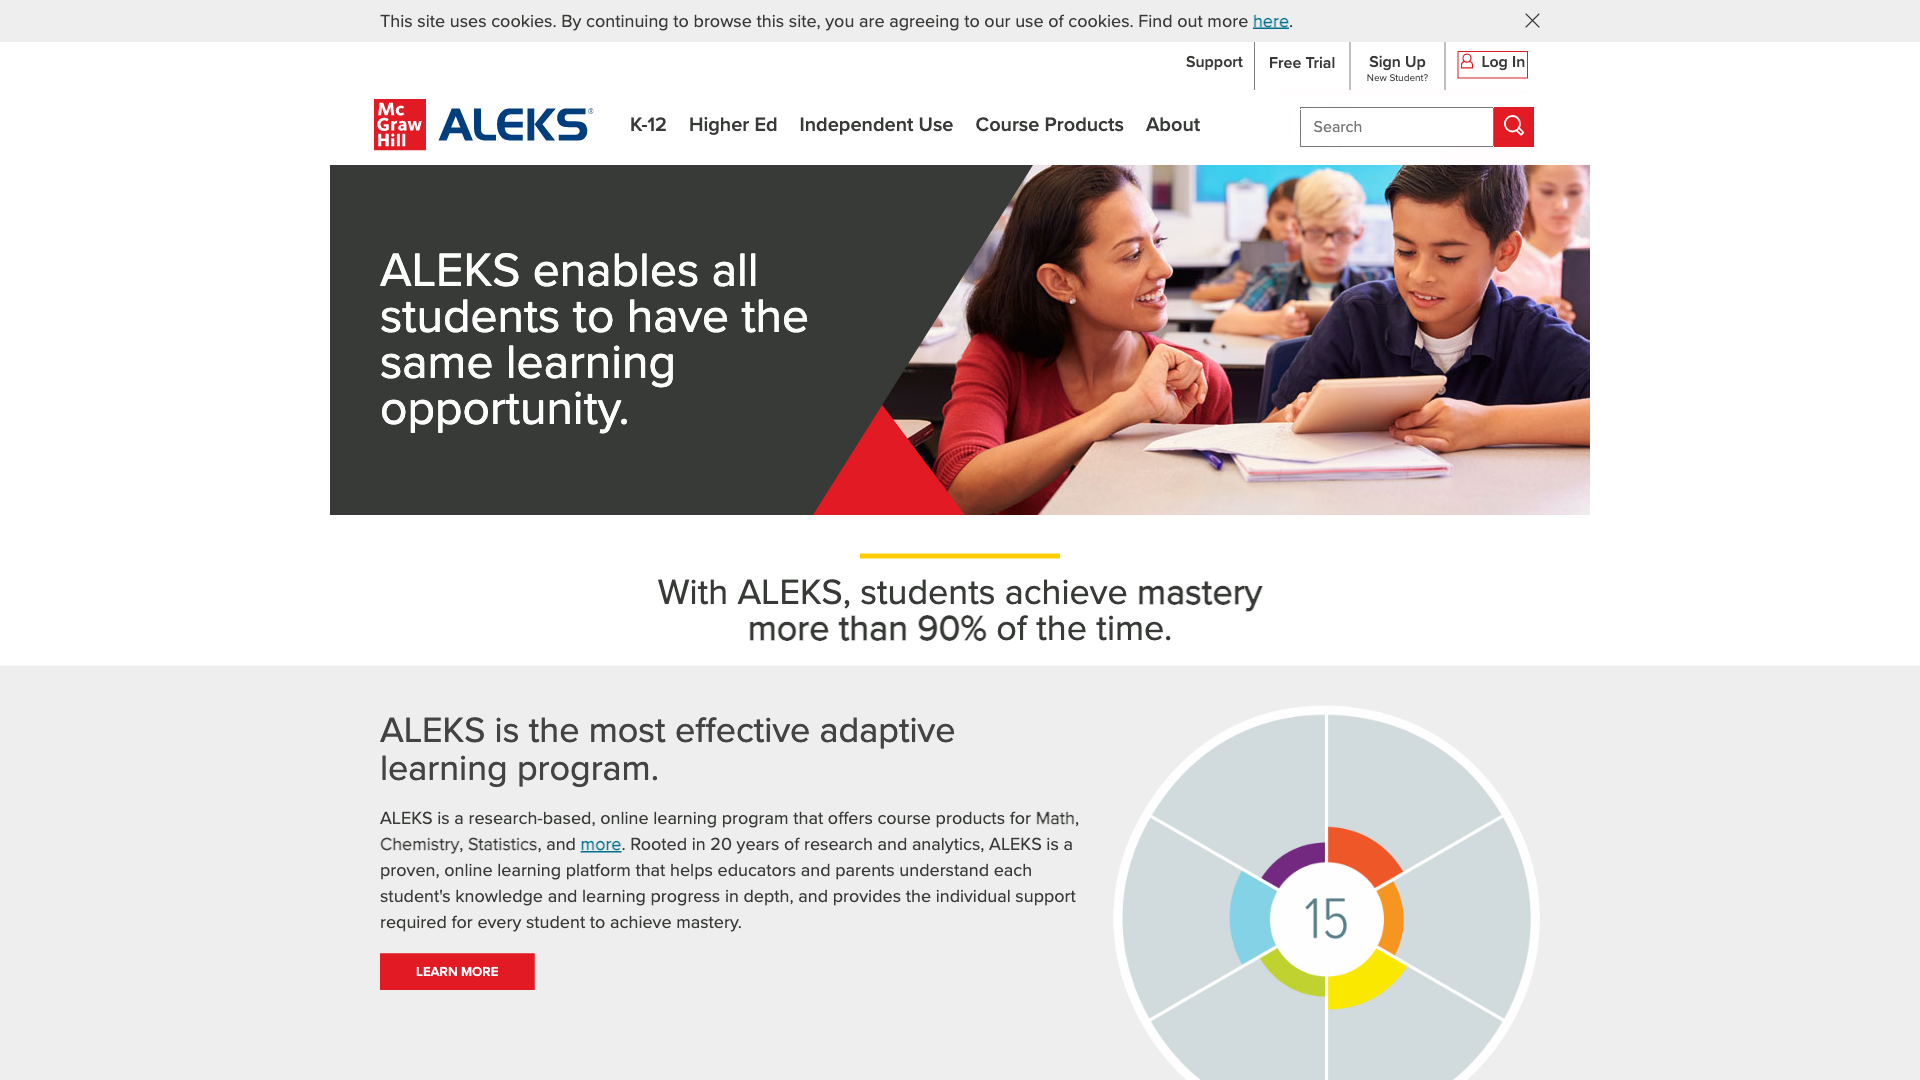 This site uses cookies. By continuing to browse this site, you are agreeing to our use of cookies. Find out more here.
Support
Free Trial
Sign Up
New Student?
Log In
Mc
Graw
Hill
ALEKS®
K-12
Higher Ed
Independent Use
Course Products
About
Search
ALEKS enables all
students to have the
same learning
opportunity.
With ALEKS, students achieve mastery
more than 90% of the time.
ALEKS is the most effective adaptive
learning program.
ALEKS is a research-based, online learning program that offers course products for Math,
Chemistry, Statistics, and more. Rooted in 20 years of research and analytics, ALEKS is a
proven, online learning platform that helps educators and parents understand each
student's knowledge and learning progress in depth, and provides the individual support
required for every student to achieve mastery.
LEARN MORE
15